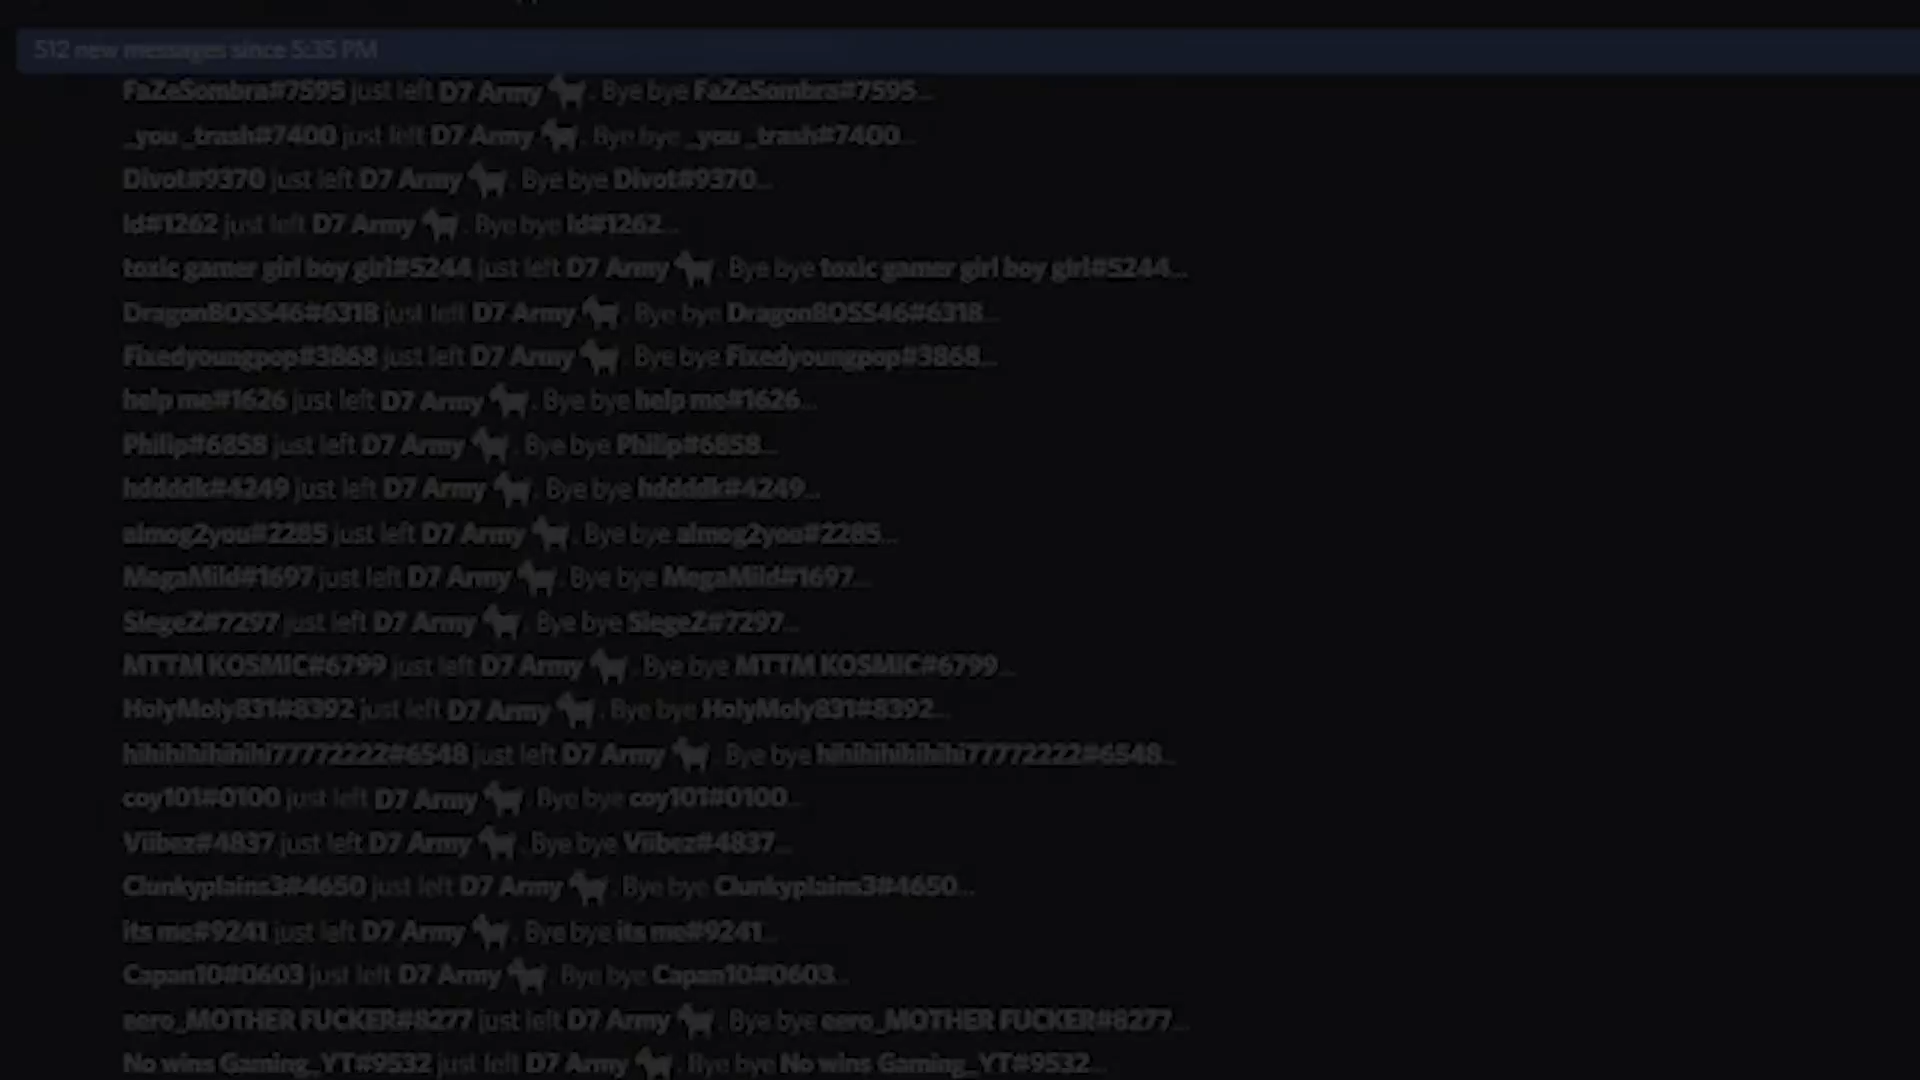 512 new messages since 5:35 PM
FaZeSombra#7595 just left D7 Army. Bye bye FaZeSombra#7595...
_you _trash#7400 just left D7 Army. Bye bye _you _trash#7400...
Divot#9370 just left D7 Army. Bye bye Divot#9370...
Id#1262 just left D7 Army. Bye bye Id#1262...
toxic gamer girl boy girl#5244 just left D7 Army. Bye bye toxic gamer girl boy girl#5244...
DragonBOSS46#6318 just left D7 Army. Bye bye DragonBOSS46#6318...
Fixedyoungpop#3868 just left D7 Army. Bye bye Fixedyoungpop#3868...
help me#1626 just left D7 Army. Bye bye help me#1626...
Philip#6858 just left D7 Army. Bye bye Philip#6858...
hddddk#4249 just left D7 Army. Bye bye hddddk#4249...
almog2you#2285 just left D7 Army. Bye bye almog2you#2285...
MegaMild#1697 just left D7 Army. Bye bye MegaMild#1697...
SiegeZ#7297 just left D7 Army. Bye bye SiegeZ#7297...
MTTM KOSMIC#6799 just left D7 Army. Bye bye MTTM KOSMIC#6799...
HolyMoly831#8392 just left D7 Army. Bye bye HolyMoly831#8392...
hihihihihihihi77772222#6548 just left D7 Army. Bye bye hihihihihihihi77772222#6548...
coy101#0100 just left D7 Army. Bye bye coy101#0100...
Viibez#4837 just left D7 Army. Bye bye Viibez#4837...
Clunkyplains3#4650 just left D7 Army. Bye bye Clunkyplains3#4650...
its me#9241 just left D7 Army. Bye bye its me#9241...
Capan10#0603 just left D7 Army. Bye bye Capan10#0603...
eero_MOTHER FUCKER#8277 just left D7 Army. Bye bye eero_MOTHER FUCKER#8277...
No wins Gaming_YT#9532 just left D7 Army. Bye bye No wins Gaming_YT#9532...